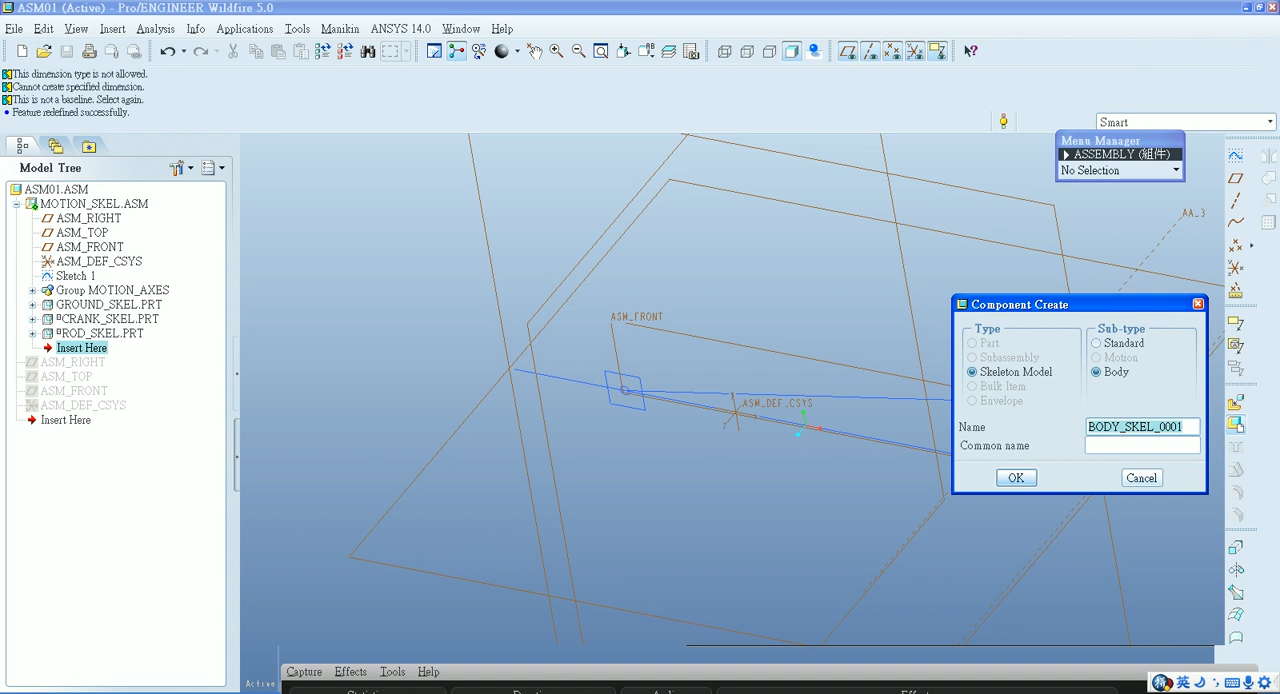 ASM01 (Active) - Pro/ENGINEER Wildfire 5.0
File Edit View Insert Analysis Info Applications Tools Manikin ANSYS 14.0 Window Help
This dimension type is not allowed.
Cannot create specified dimension.
This is not a baseline. Select again.
Feature redefined successfully.
Smart
Menu Manager
ASSEMBLY (組件)
No Selection
Model Tree
ASM01.ASM
MOTION_SKEL.ASM
ASM_RIGHT
ASM_TOP
ASM_FRONT
ASM_DEF_CSYS
Sketch 1
Group MOTION_AXES
GROUND_SKEL.PRT
CRANK_SKEL.PRT
ROD_SKEL.PRT
Insert Here
ASM_RIGHT
ASM_TOP
ASM_FRONT
ASM_DEF_CSYS
Insert Here
AA_3
ASM_FRONT
ASM_DEF_CSYS
Component Create
Type
Part
Subassembly
Skeleton Model
Bulk Item
Envelope
Sub-type
Standard
Motion
Body
Name BODY_SKEL_0001
Common name
OK Cancel
Active
Capture Effects Tools Help
英